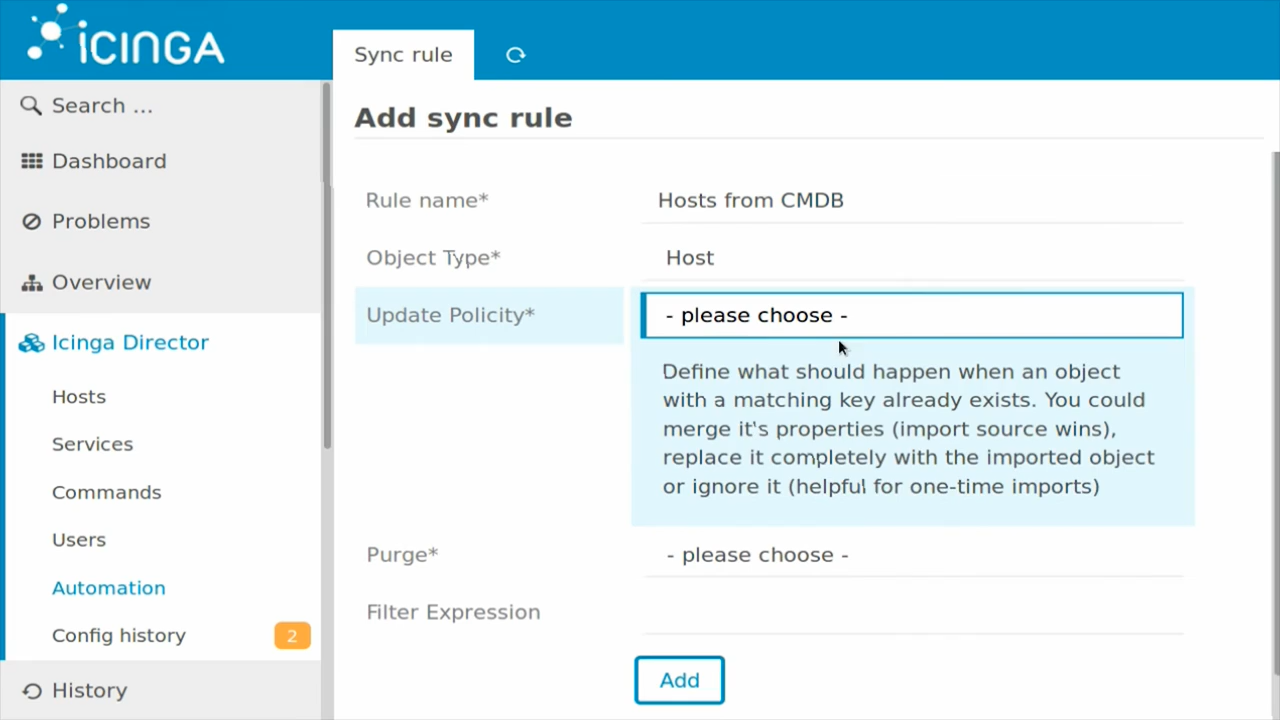 ICINGA
Sync rule
Search ...
Dashboard
Problems
Overview
Icinga Director
Hosts
Services
Commands
Users
Automation
Config history 2
History
Add sync rule
Rule name* Hosts from CMDB
Object Type* Host
Update Policity* - please choose -
Define what should happen when an object
with a matching key already exists. You could
merge it's properties (import source wins),
replace it completely with the imported object
or ignore it (helpful for one-time imports)
Purge* - please choose -
Filter Expression
Add